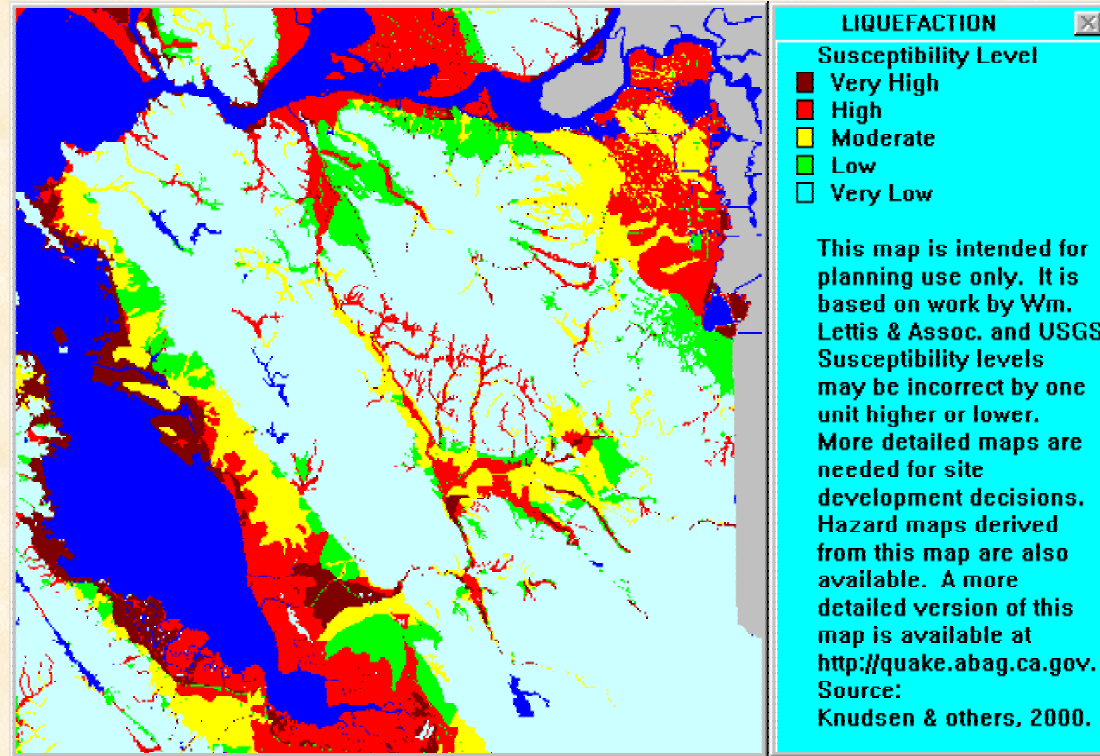 LIQUEFACTION
Susceptibility Level
Very High
High
Moderate
Low
Very Low
This map is intended for
planning use only. It is
based on work by Wm.
Lettis & Assoc. and USGS
Susceptibility levels
may be incorrect by one
unit higher or lower.
More detailed maps are
needed for site
development decisions.
Hazard maps derived
from this map are also
available. A more
detailed version of this
map is available at
http://quake.abag.ca.gov.
Source:
Knudsen & others, 2000.